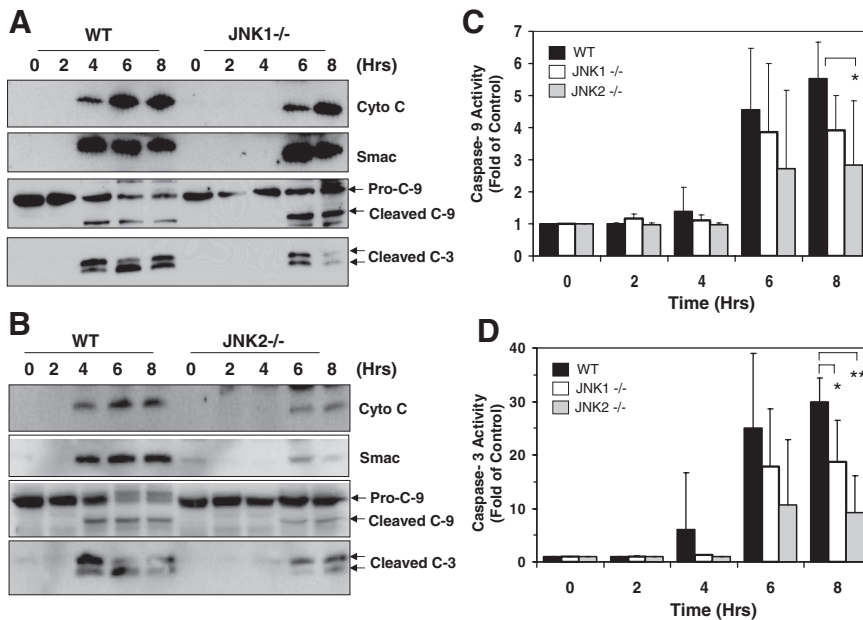 A
WT JNK1-/-
0 2 4 6 8 0 2 4 6 8 (Hrs)
Cyto C
Smac
Pro-C-9
Cleaved C-9
Cleaved C-3
B
WT JNK2-/-
0 2 4 6 8 0 2 4 6 8 (Hrs)
Cyto C
Smac
Pro-C-9
Cleaved C-9
Cleaved C-3
C
Caspase- 9 Activity
(Fold of Control)
7
6
5
4
3
2
1
0
WT
JNK1 -/-
JNK2 -/-
*
0 2 4 6 8
Time (Hrs)
D
Caspase- 3 Activity
(Fold of Control)
40
30
20
10
0
WT
JNK1 -/-
JNK2 -/-
**
*
0 2 4 6 8
Time (Hrs)